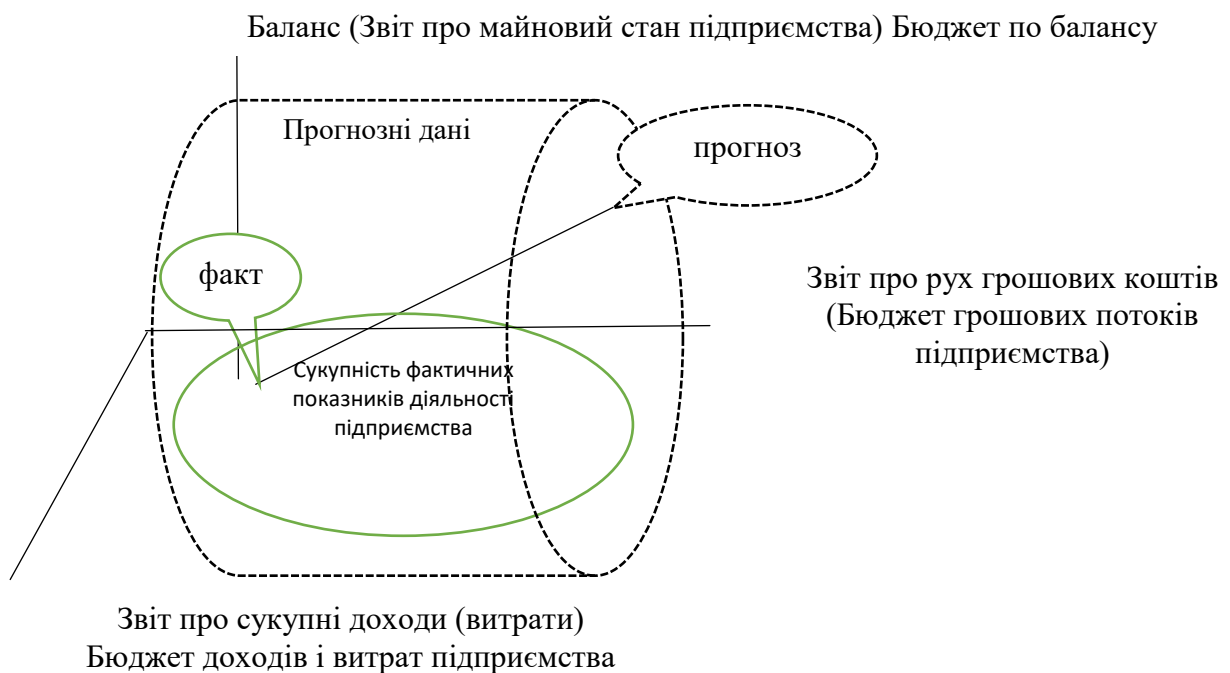 Баланс (Звіт про майновий стан підприємства) Бюджет по балансу
Прогнозні дані
прогноз
факт
Звіт про рух грошових коштів
(Бюджет грошових потоків
підприємства)
Сукупність фактичних
показників діяльності
підприємства
Звіт про сукупні доходи (витрати)
Бюджет доходів і витрат підприємства